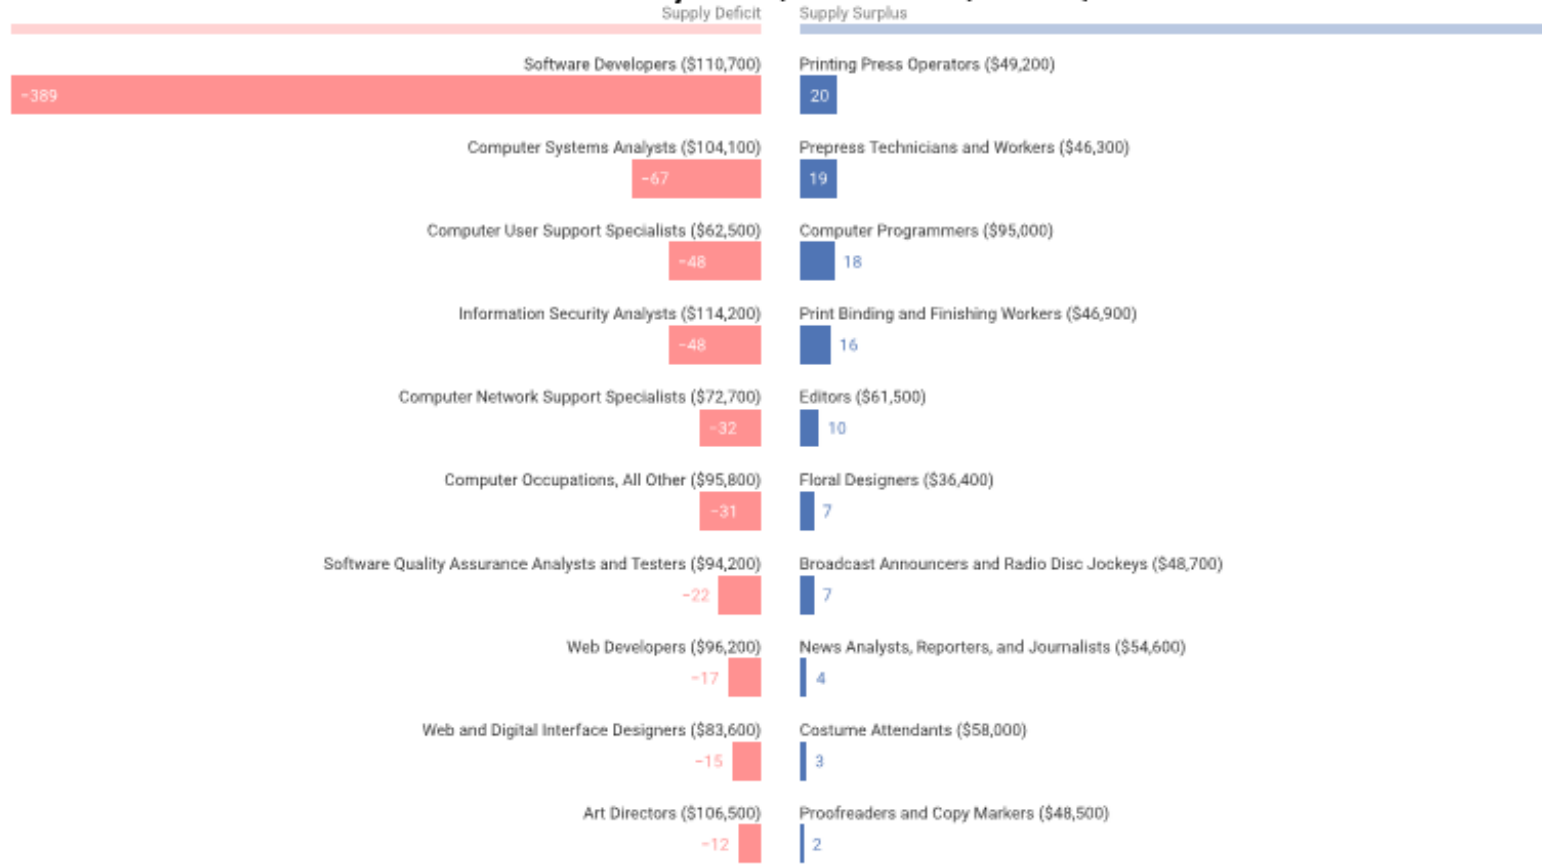 Supply Deficit
Supply Surplus
Software Developers ($110,700)
-389
Printing Press Operators ($49,200)
20
Computer Systems Analysts ($104,100)
-67
Prepress Technicians and Workers ($46,300)
19
Computer User Support Specialists ($62,500)
-48
Computer Programmers ($95,000)
18
Information Security Analysts ($114,200)
-48
Print Binding and Finishing Workers ($46,900)
16
Computer Network Support Specialists ($72,700)
-32
Editors ($61,500)
10
Computer Occupations, All Other ($95,800)
-31
Floral Designers ($36,400)
7
Software Quality Assurance Analysts and Testers ($94,200)
-22
Broadcast Announcers and Radio Disc Jockeys ($48,700)
7
Web Developers ($96,200)
-17
News Analysts, Reporters, and Journalists ($54,600)
4
Web and Digital Interface Designers ($83,600)
-15
Costume Attendants ($58,000)
3
Art Directors ($106,500)
-12
Proofreaders and Copy Markers ($48,500)
2